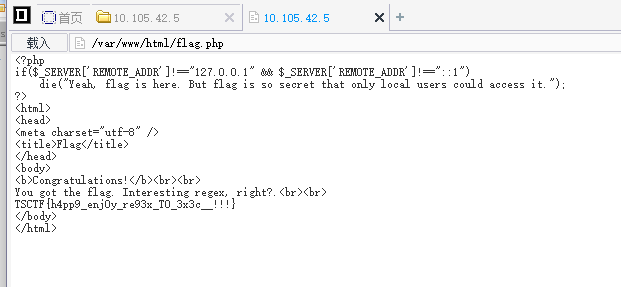 首页 10.105.42.5 10.105.42.5
载入 /var/www/html/flag.php
<?php
if($_SERVER['REMOTE_ADDR']!=="127.0.0.1" && $_SERVER['REMOTE_ADDR']!=="::1")
    die("Yeah, flag is here. But flag is so secret that only local users could access it.");
?>
<html>
<head>
<meta charset="utf-8" />
<title>Flag</title>
</head>
<body>
<b>Congratulations!</b><br><br>
You got the flag. Interesting regex, right?.<br><br>
TSCTF{h4pp9_enj0y_re93x_T0_3x3c__!!!}
</body>
</html>